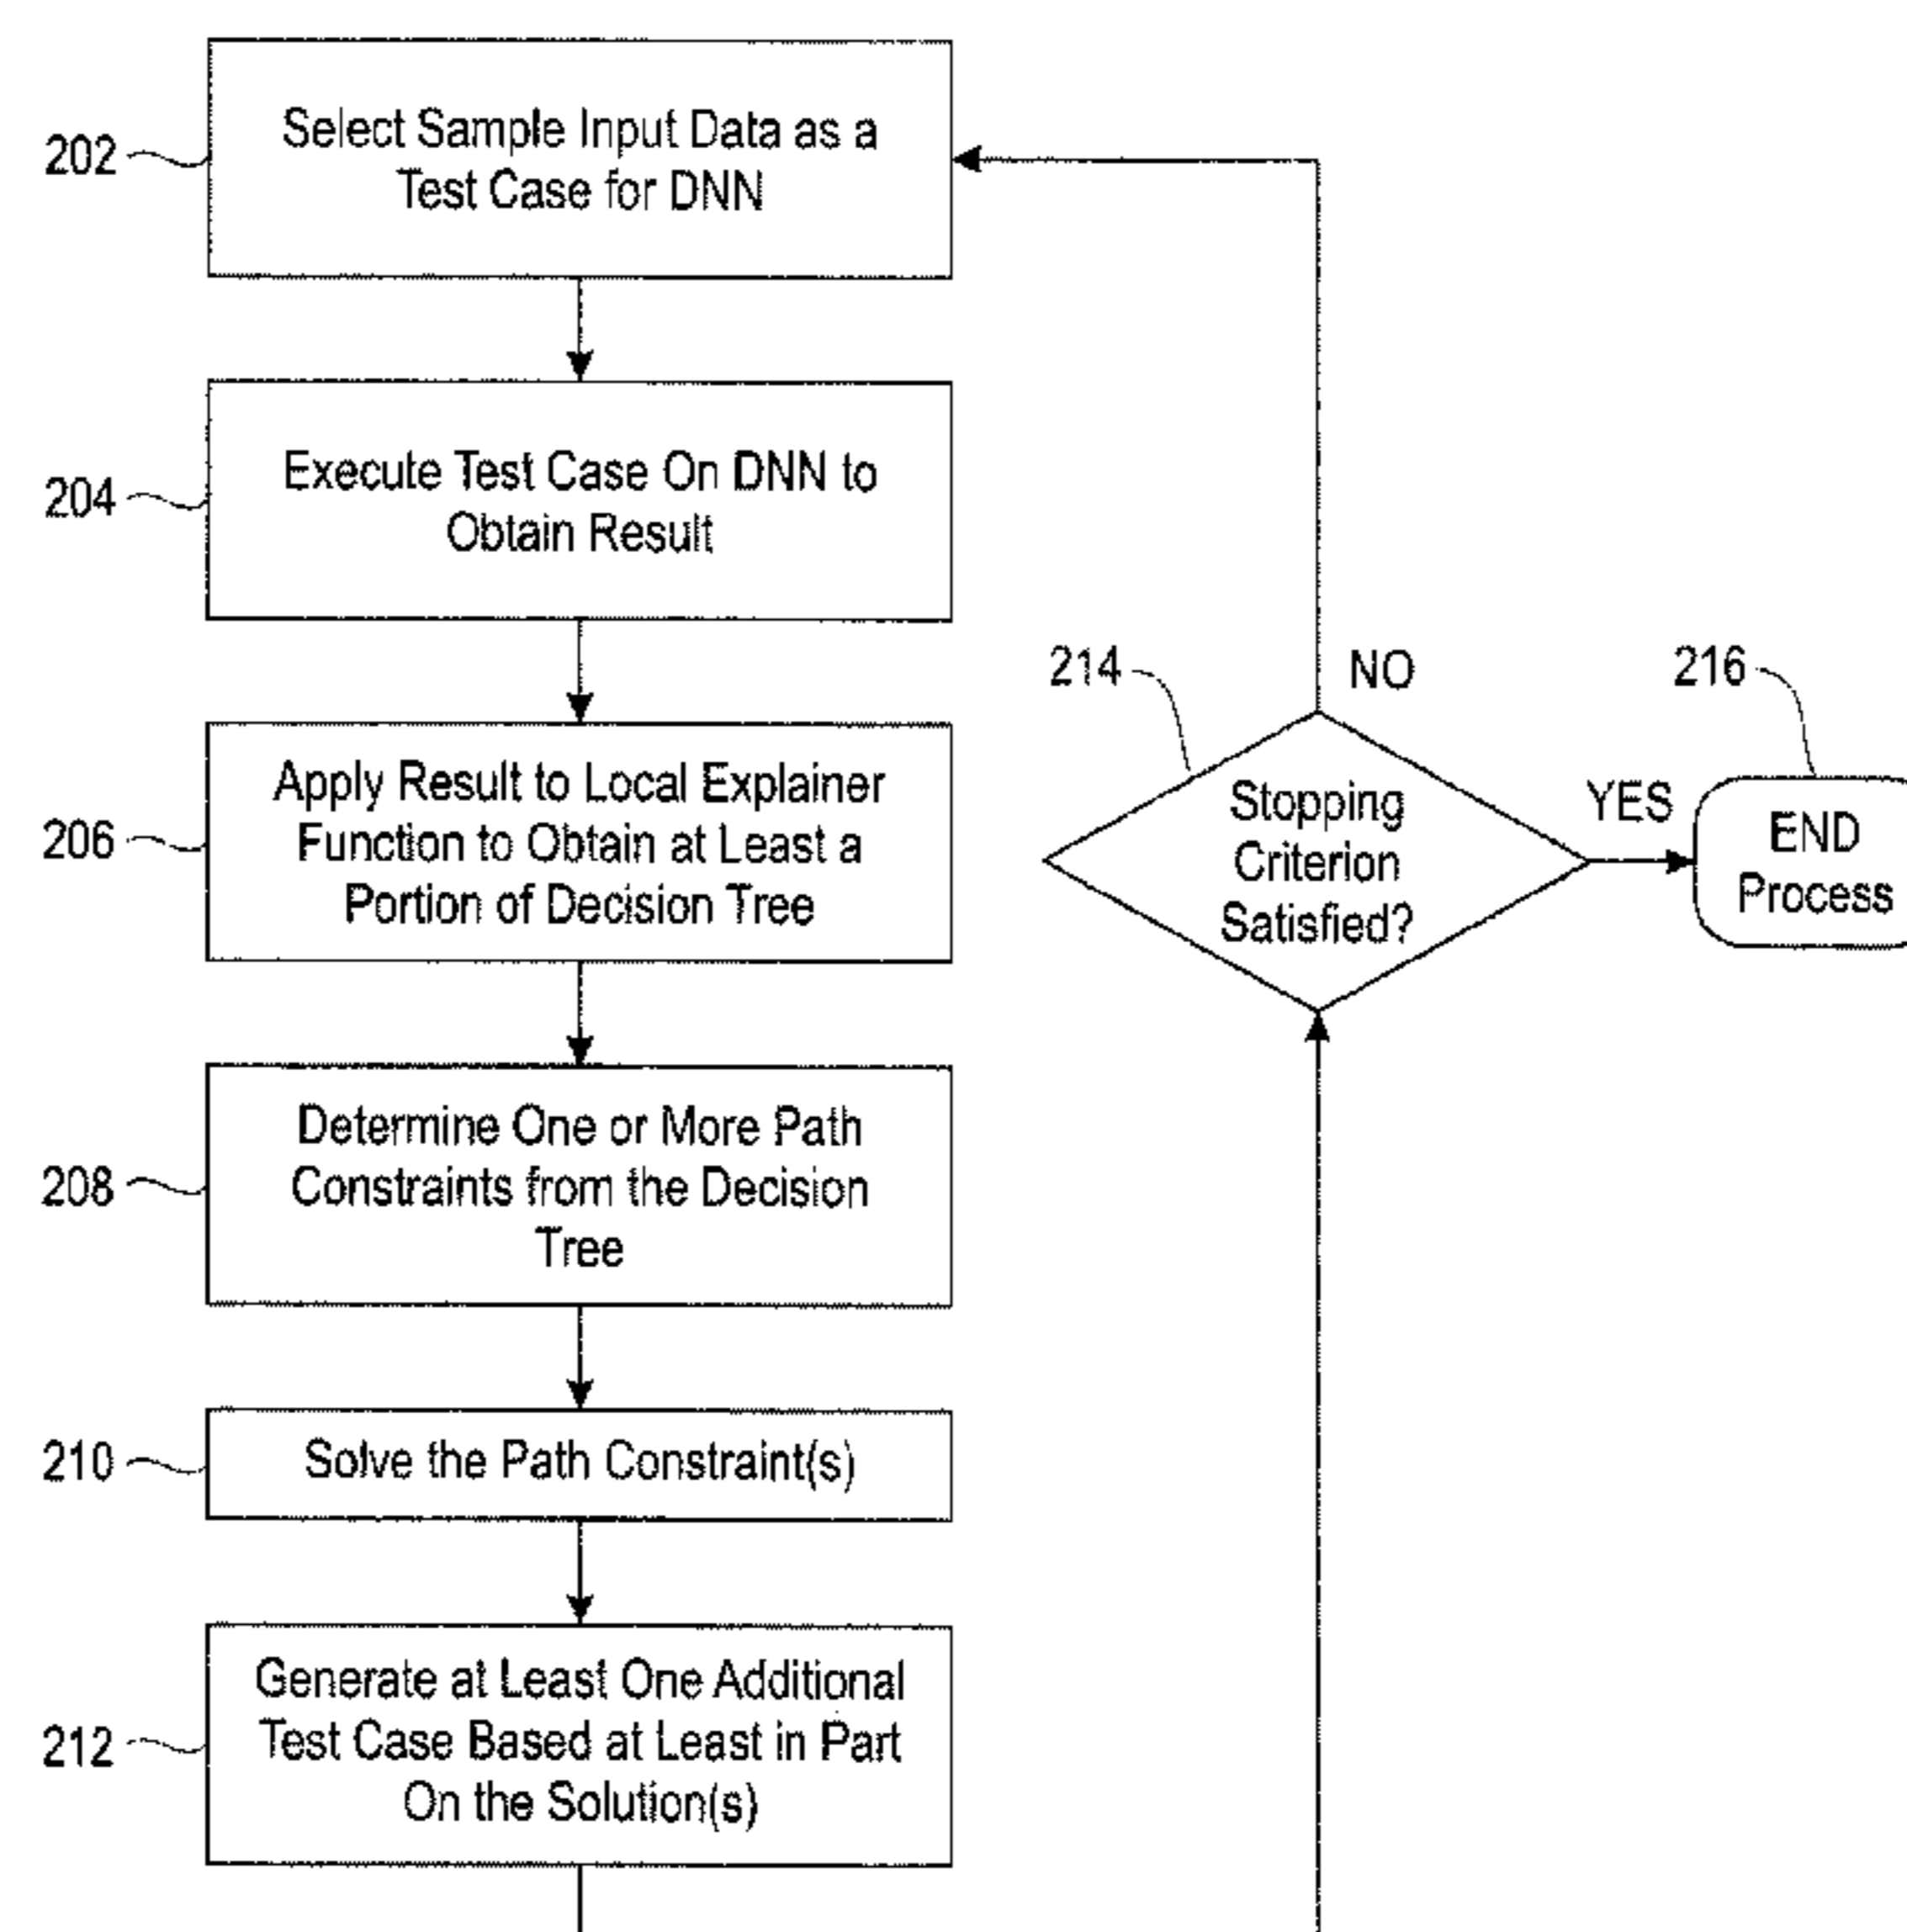 202
Select Sample Input Data as a
Test Case for DNN
204
Execute Test Case On DNN to
Obtain Result
206
Apply Result to Local Explainer
Function to Obtain at Least a
Portion of Decision Tree
208
Determine One or More Path
Constraints from the Decision
Tree
210
Solve the Path Constraint(s)
212
Generate at Least One Additional
Test Case Based at Least in Part
On the Solution(s)
214
NO
Stopping
Criterion
Satisfied?
YES
216
END
Process